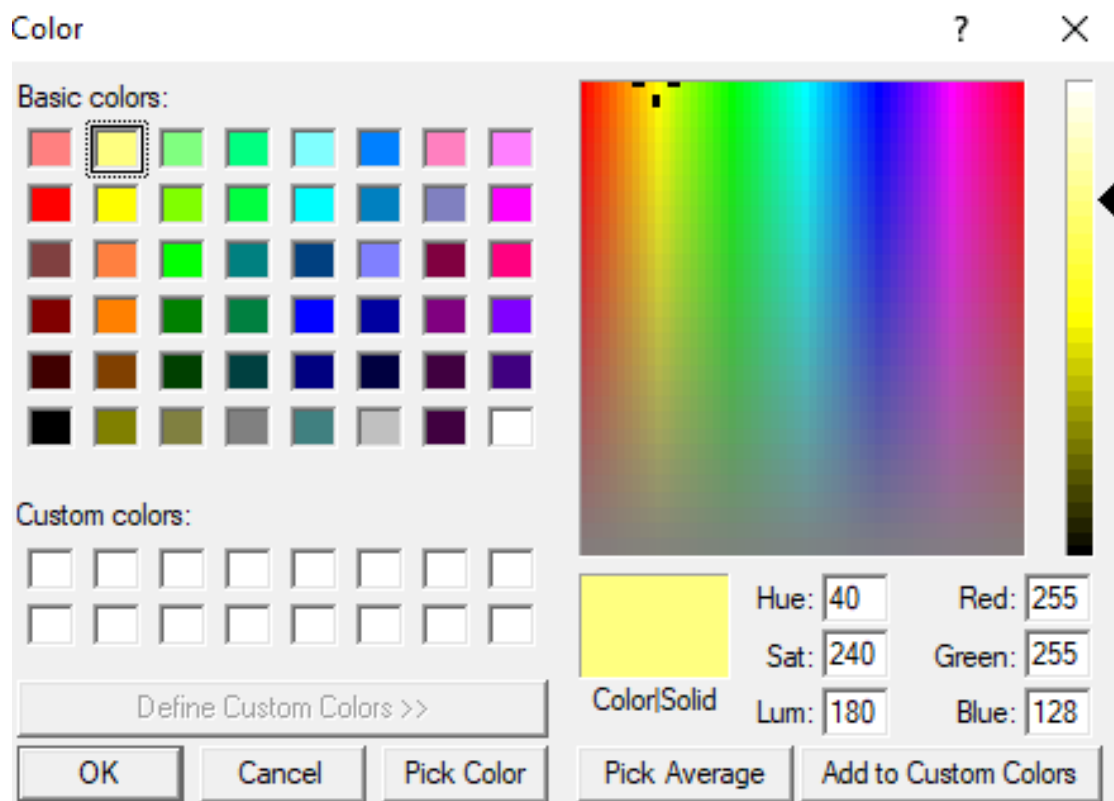 Color ?
Basic colors:
Custom colors:
Define Custom Colors >>
OK Cancel Pick Color
Color|Solid
Hue: 40 Red: 255
Sat: 240 Green: 255
Lum: 180 Blue: 128
Pick Average Add to Custom Colors